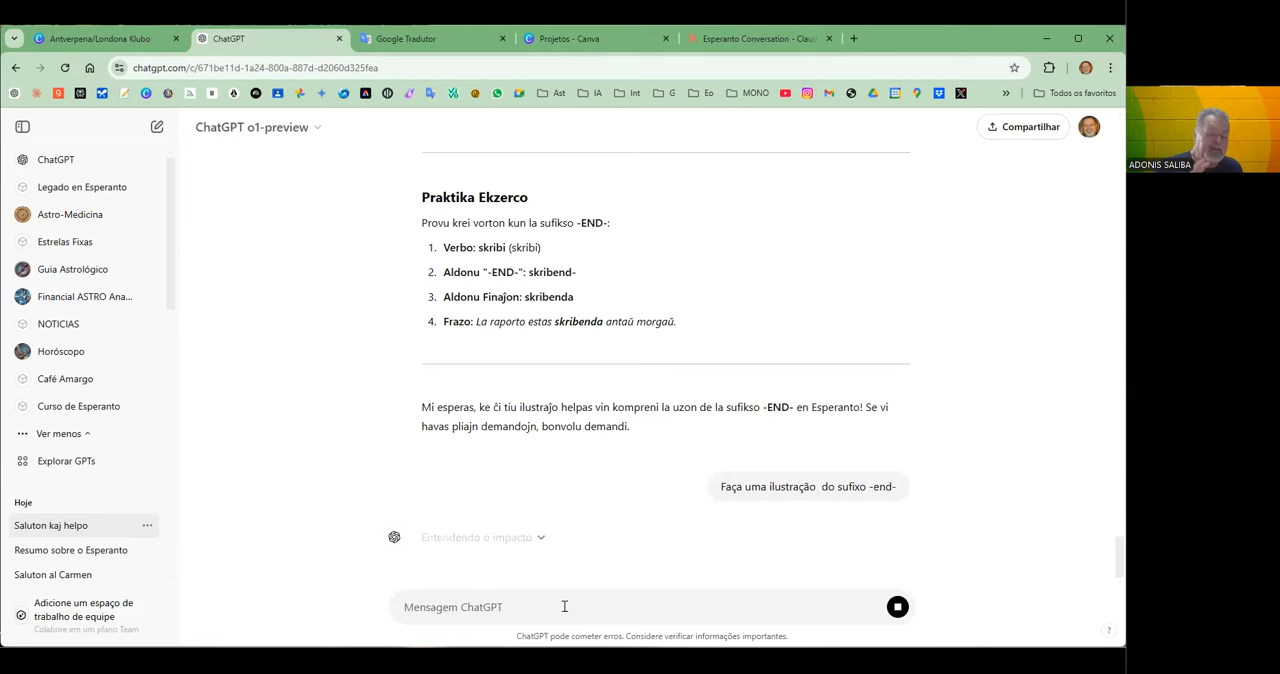 Antverpena/Londona Klubo
ChatGPT
Google Tradutor
Projetos - Canva
Esperanto Conversation - Claud
chatgpt.com/c/671be11d-1a24-800a-887d-d2060d325fea
Ast
IA
Int
G
Eo
MONO
Todos os favoritos
ChatGPT o1-preview
Compartilhar
ADONIS SALIBA
ChatGPT
Legado en Esperanto
Astro-Medicina
Estrelas Fixas
Guia Astrológico
Financial ASTRO Ana...
NOTICIAS
Horóscopo
Café Amargo
Curso de Esperanto
Ver menos
Explorar GPTs
Hoje
Saluton kaj helpo
Resumo sobre o Esperanto
Saluton al Carmen
Adicione um espaço de
trabalho de equipe
Colabore em um plano Team
Praktika Ekzerco
Provu krei vorton kun la sufikso -END-:
1. Verbo: skribi (skribi)
2. Aldonu "-END-": skribend-
3. Aldonu Finaĵon: skribenda
4. Frazo: La raporto estas skribenda antaŭ morgaŭ.
Mi esperas, ke ĉi tiu ilustraĵo helpas vin kompreni la uzon de la sufikso -END- en Esperanto! Se vi
havas pliajn demandojn, bonvolu demandi.
Faça uma ilustração do sufixo -end-
Entendendo o impacto
Mensagem ChatGPT
ChatGPT pode cometer erros. Considere verificar informações importantes.
?